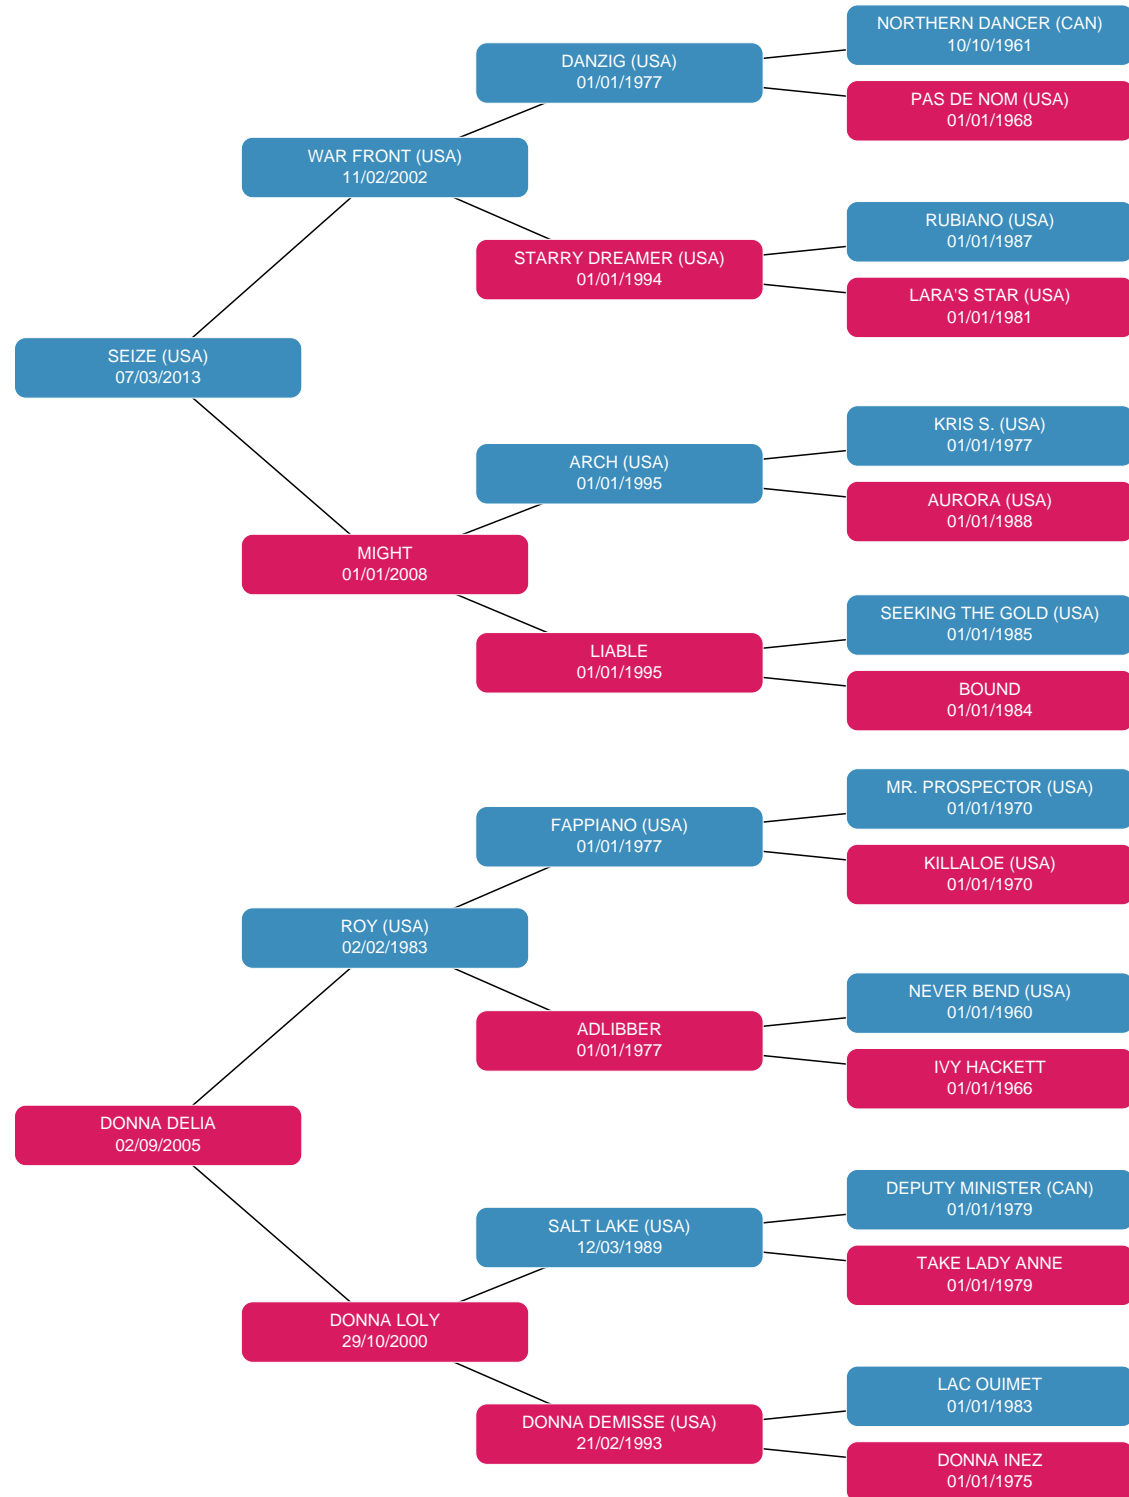 NORTHERN DANCER (CAN)
10/10/1961
DANZIG (USA)
01/01/1977
PAS DE NOM (USA)
01/01/1968
WAR FRONT (USA)
11/02/2002
RUBIANO (USA)
01/01/1987
STARRY DREAMER (USA)
01/01/1994
LARA'S STAR (USA)
01/01/1981
SEIZE (USA)
07/03/2013
KRIS S. (USA)
01/01/1977
ARCH (USA)
01/01/1995
AURORA (USA)
01/01/1988
MIGHT
01/01/2008
SEEKING THE GOLD (USA)
01/01/1985
LIABLE
01/01/1995
BOUND
01/01/1984
MR. PROSPECTOR (USA)
01/01/1970
FAPPIANO (USA)
01/01/1977
KILLALOE (USA)
01/01/1970
ROY (USA)
02/02/1983
NEVER BEND (USA)
01/01/1960
ADLIBBER
01/01/1977
IVY HACKETT
01/01/1966
DONNA DELIA
02/09/2005
DEPUTY MINISTER (CAN)
01/01/1979
SALT LAKE (USA)
12/03/1989
TAKE LADY ANNE
01/01/1979
DONNA LOLY
29/10/2000
LAC OUIMET
01/01/1983
DONNA DEMISSE (USA)
21/02/1993
DONNA INEZ
01/01/1975